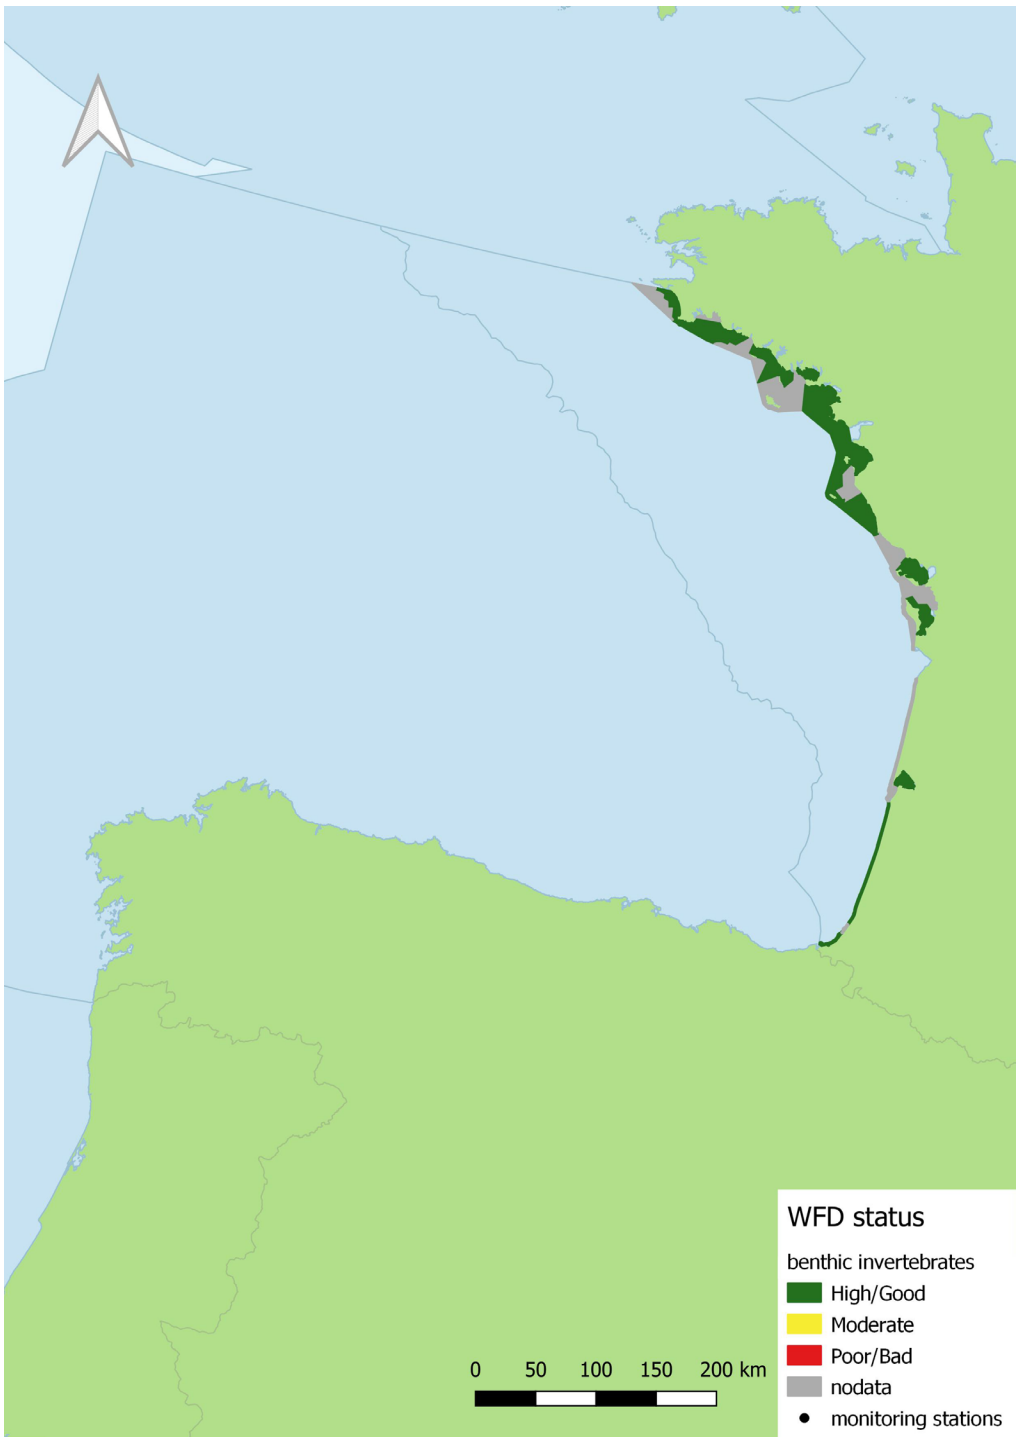 WFD status
benthic invertebrates
High/Good
Moderate
Poor/Bad
nodata
monitoring stations
0 50 100 150 200 km